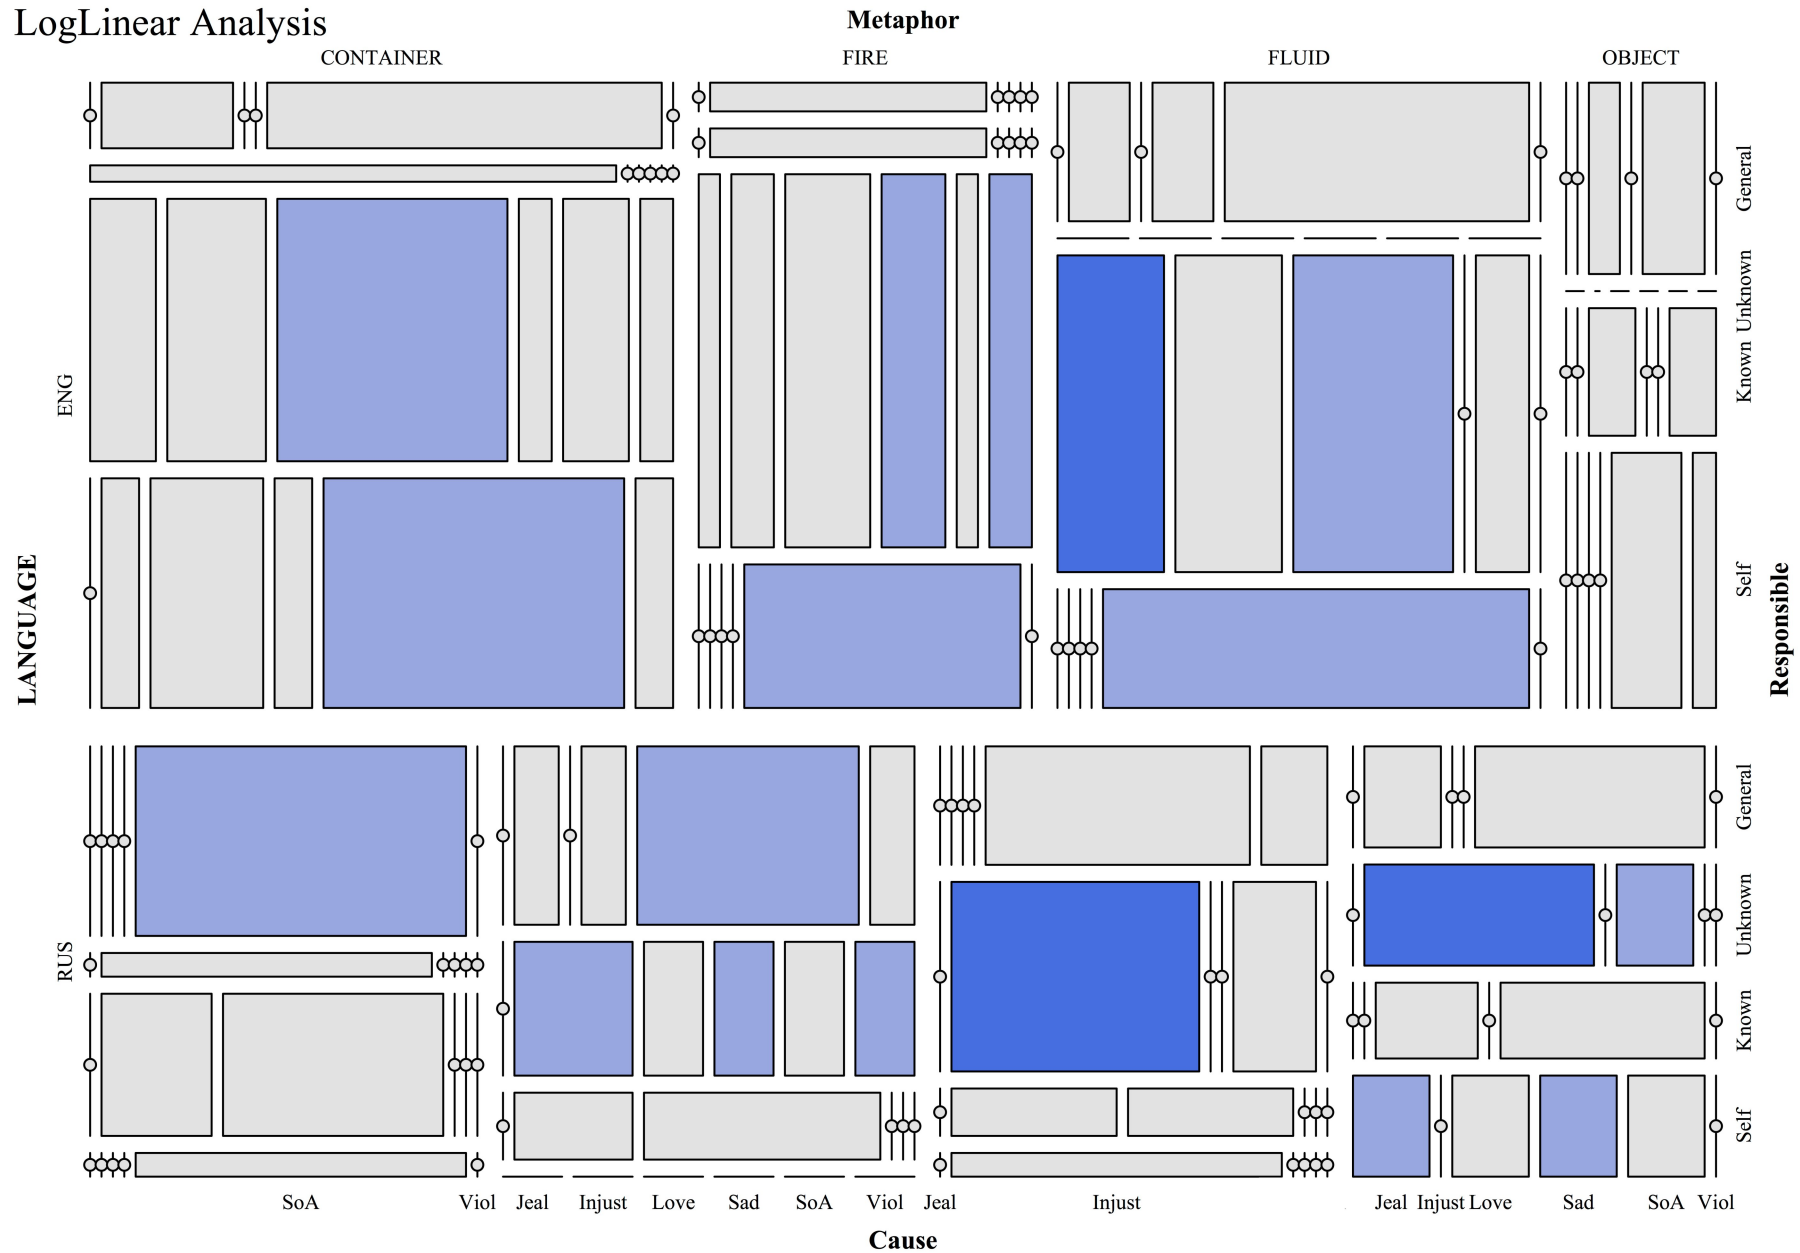 LogLinear Analysis
Metaphor
CONTAINER FIRE FLUID OBJECT
General
Unknown
Known
Self
ENG
LANGUAGE
Responsible
RUS
General
Unknown
Known
Self
SoA Viol Jeal Injust Love Sad SoA Viol Jeal Injust Jeal Injust Love Sad SoA Viol
Cause